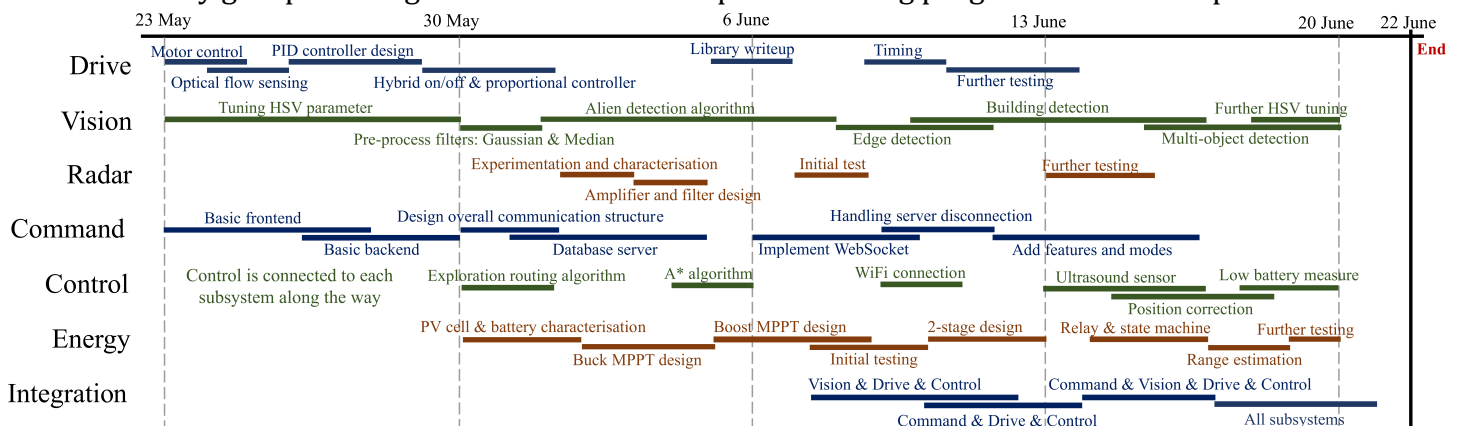 23 May 30 May 6 June 13 June 20 June 22 June
End
Drive
Motor control PID controller design Library writeup Timing
Optical flow sensing Hybrid on/off & proportional controller Further testing
Vision
Tuning HSV parameter Alien detection algorithm Building detection Further HSV tuning
Pre-process filters: Gaussian & Median Edge detection Multi-object detection
Radar
Experimentation and characterisation Initial test Further testing
Amplifier and filter design
Command
Basic frontend Design overall communication structure Handling server disconnection
Basic backend Database server Implement WebSocket Add features and modes
Control
Control is connected to each
subsystem along the way
Exploration routing algorithm A* algorithm WiFi connection Ultrasound sensor Low battery measure
Position correction
Energy
PV cell & battery characterisation Boost MPPT design 2-stage design Relay & state machine Further testing
Buck MPPT design Initial testing Range estimation
Integration
Vision & Drive & Control Command & Vision & Drive & Control
Command & Drive & Control All subsystems